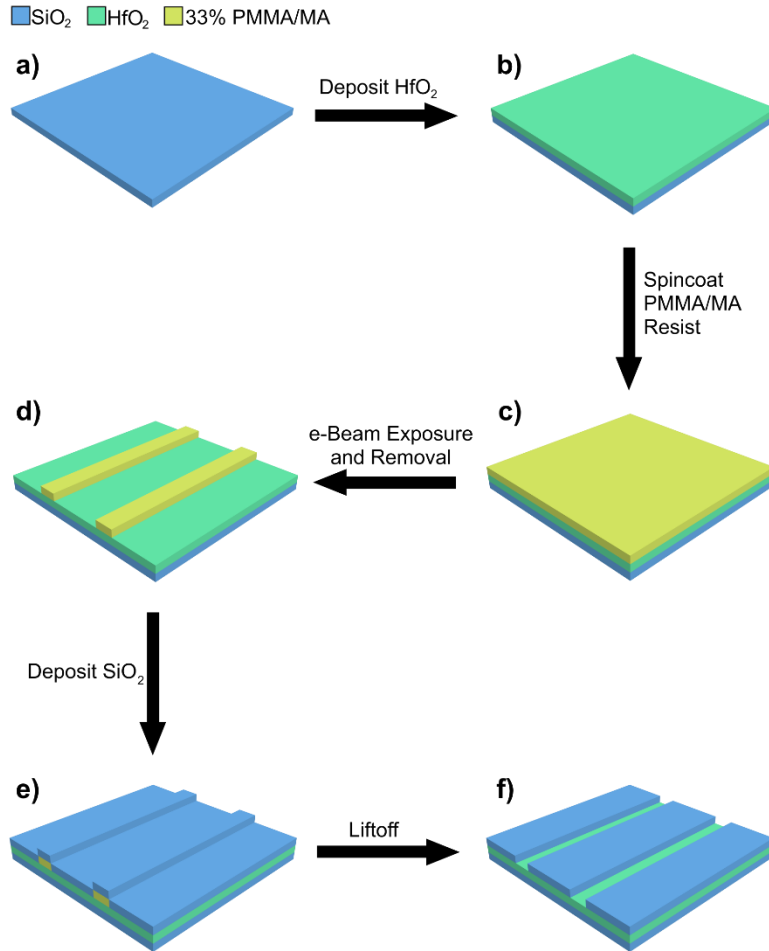 SiO₂ HfO₂ 33% PMMA/MA
a)
Deposit HfO₂
b)
Spincoat
PMMA/MA
Resist
d)
e-Beam Exposure
and Removal
c)
Deposit SiO₂
e)
Liftoff
f)